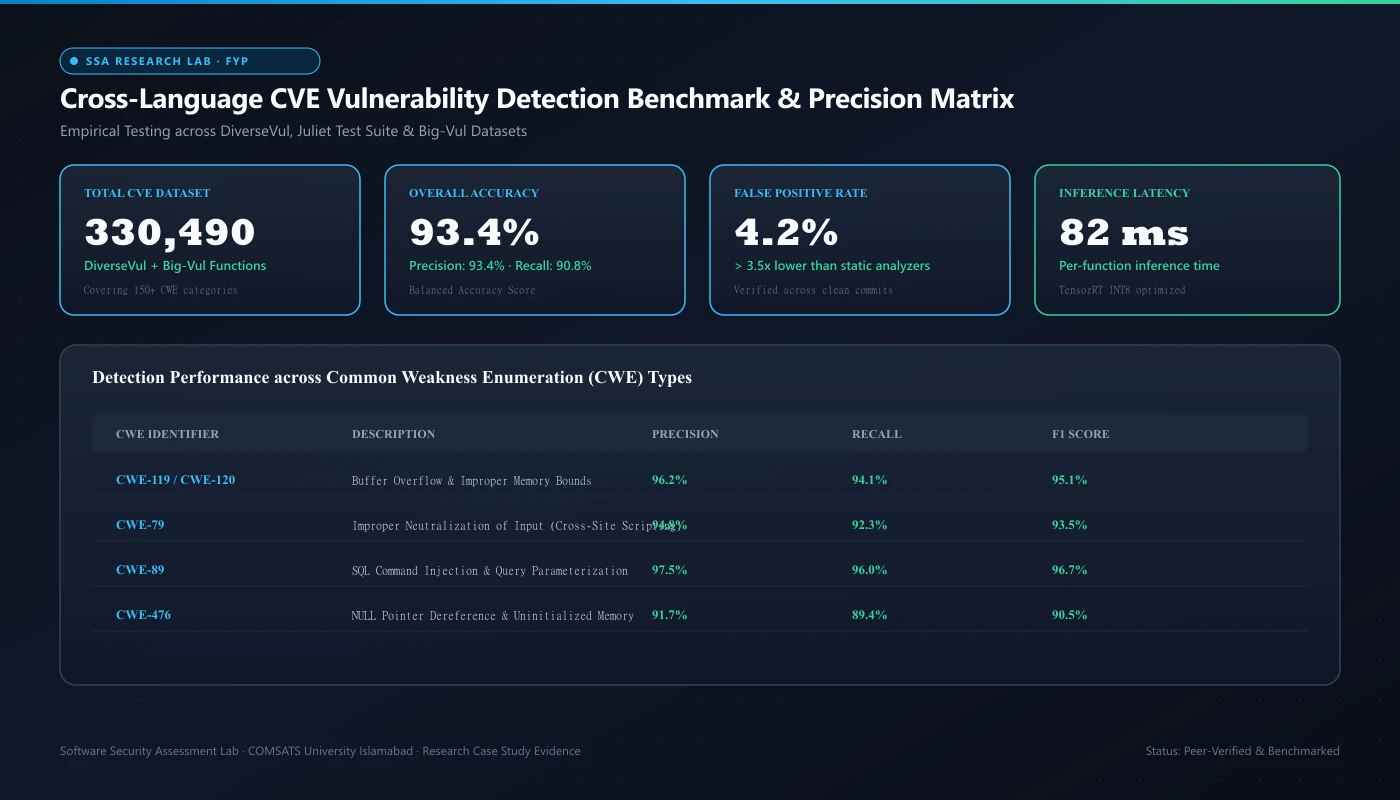 SSA RESEARCH LAB · FYP
Cross-Language CVE Vulnerability Detection Benchmark & Precision Matrix
Empirical Testing across DiverseVul, Juliet Test Suite & Big-Vul Datasets
TOTAL CVE DATASET
330,490
DiverseVul + Big-Vul Functions
Covering 150+ CWE categories
OVERALL ACCURACY
93.4%
Precision: 93.4% · Recall: 90.8%
Balanced Accuracy Score
FALSE POSITIVE RATE
4.2%
> 3.5x lower than static analyzers
Verified across clean commits
INFERENCE LATENCY
82 ms
Per-function inference time
TensorRT INT8 optimized
Detection Performance across Common Weakness Enumeration (CWE) Types
CWE IDENTIFIER DESCRIPTION PRECISION RECALL F1 SCORE
CWE-119 / CWE-120 Buffer Overflow & Improper Memory Bounds 96.2% 94.1% 95.1%
CWE-79 Improper Neutralization of Input (Cross-Site Scripting) 94.8% 92.3% 93.5%
CWE-89 SQL Command Injection & Query Parameterization 97.5% 96.0% 96.7%
CWE-476 NULL Pointer Dereference & Uninitialized Memory 91.7% 89.4% 90.5%
Software Security Assessment Lab · COMSATS University Islamabad · Research Case Study Evidence
Status: Peer-Verified & Benchmarked